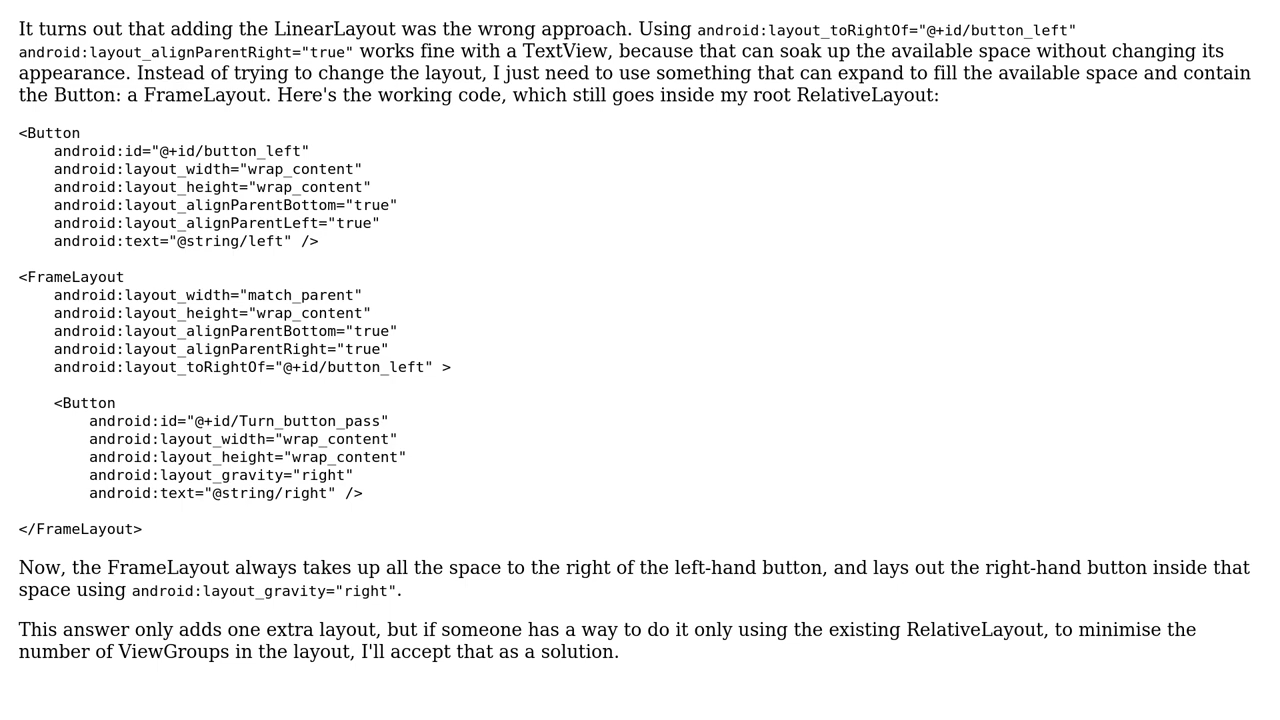 It turns out that adding the LinearLayout was the wrong approach. Using android:layout_toRightOf="@+id/button_left"
android:layout_alignParentRight="true" works fine with a TextView, because that can soak up the available space without changing its
appearance. Instead of trying to change the layout, I just need to use something that can expand to fill the available space and contain
the Button: a FrameLayout. Here's the working code, which still goes inside my root RelativeLayout:
<Button
    android:id="@+id/button_left"
    android:layout_width="wrap_content"
    android:layout_height="wrap_content"
    android:layout_alignParentBottom="true"
    android:layout_alignParentLeft="true"
    android:text="@string/left" />
<FrameLayout
    android:layout_width="match_parent"
    android:layout_height="wrap_content"
    android:layout_alignParentBottom="true"
    android:layout_alignParentRight="true"
    android:layout_toRightOf="@+id/button_left" >
    <Button
        android:id="@+id/Turn_button_pass"
        android:layout_width="wrap_content"
        android:layout_height="wrap_content"
        android:layout_gravity="right"
        android:text="@string/right" />
</FrameLayout>
Now, the FrameLayout always takes up all the space to the right of the left-hand button, and lays out the right-hand button inside that
space using android:layout_gravity="right".
This answer only adds one extra layout, but if someone has a way to do it only using the existing RelativeLayout, to minimise the
number of ViewGroups in the layout, I'll accept that as a solution.